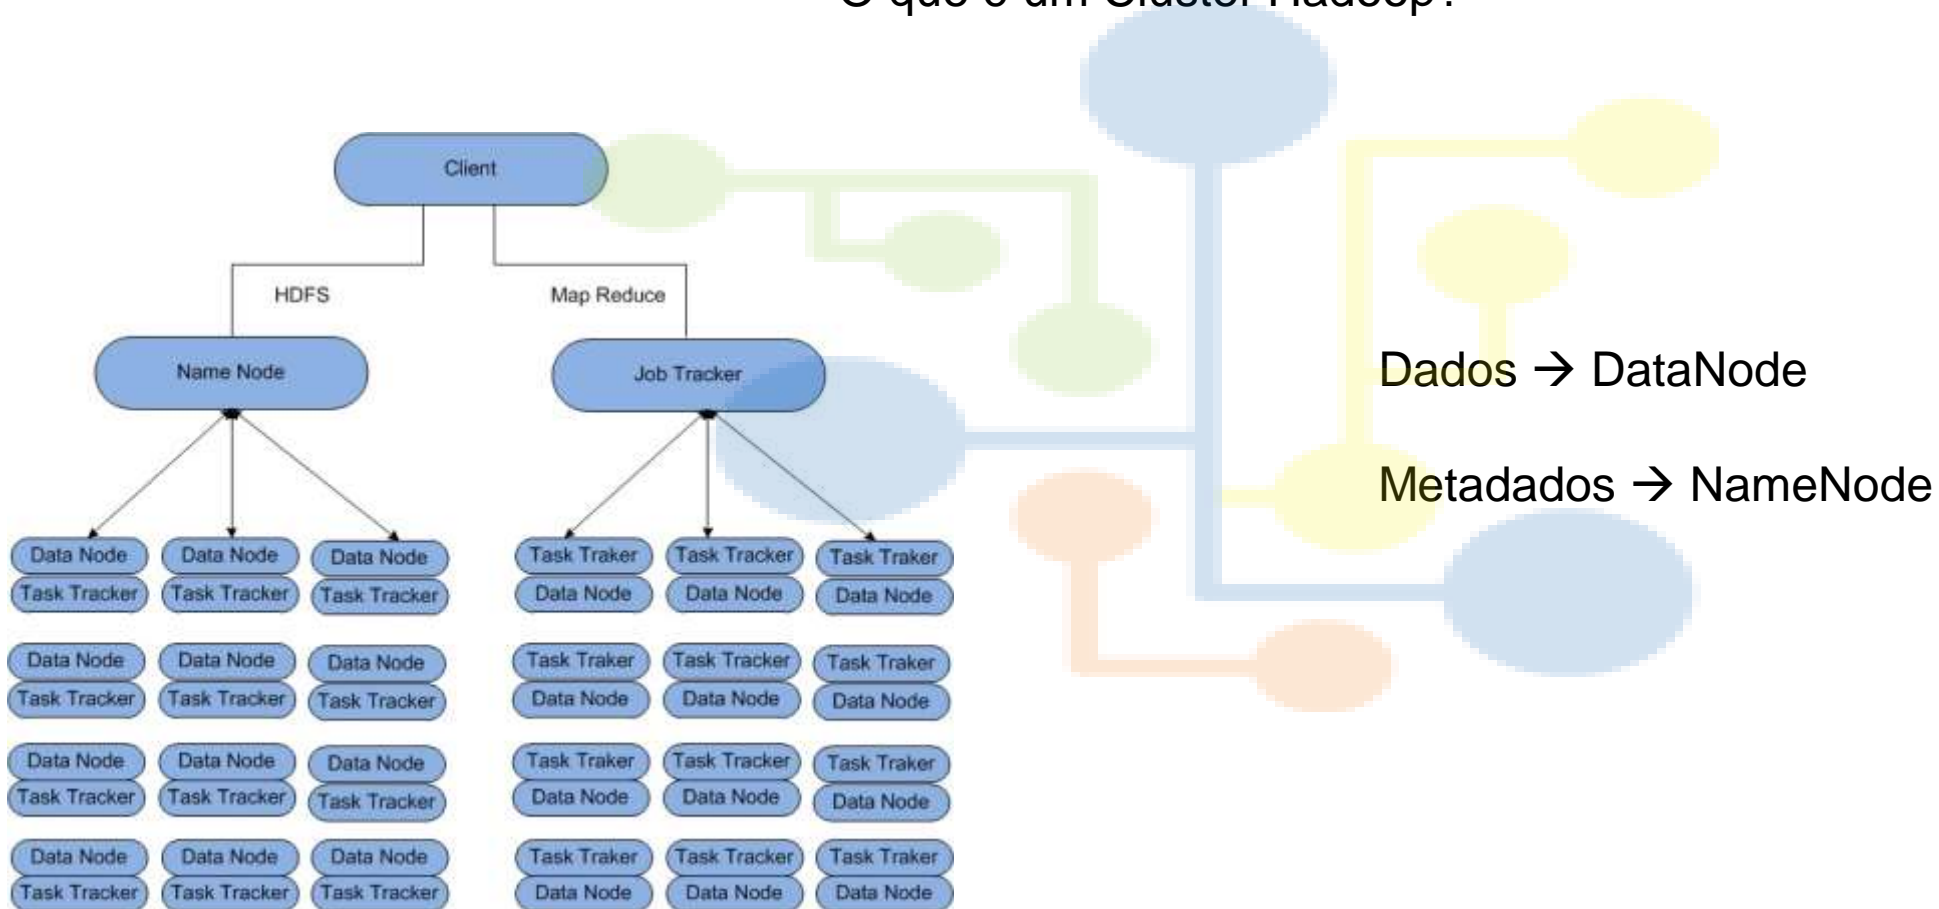 O que é um Cluster Hadoop?
Client
HDFS
Map Reduce
Name Node
Job Tracker
Dados → DataNode
Metadados → NameNode
Data Node Data Node Data Node Task Traker Task Tracker Task Traker
Task Tracker Task Tracker Task Tracker Data Node Data Node Data Node
Data Node Data Node Data Node Task Traker Task Tracker Task Traker
Task Tracker Task Tracker Task Tracker Data Node Data Node Data Node
Data Node Data Node Data Node Task Traker Task Tracker Task Traker
Task Tracker Task Tracker Task Tracker Data Node Data Node Data Node
Data Node Data Node Data Node Task Traker Task Tracker Task Traker
Task Tracker Task Tracker Task Tracker Data Node Data Node Data Node